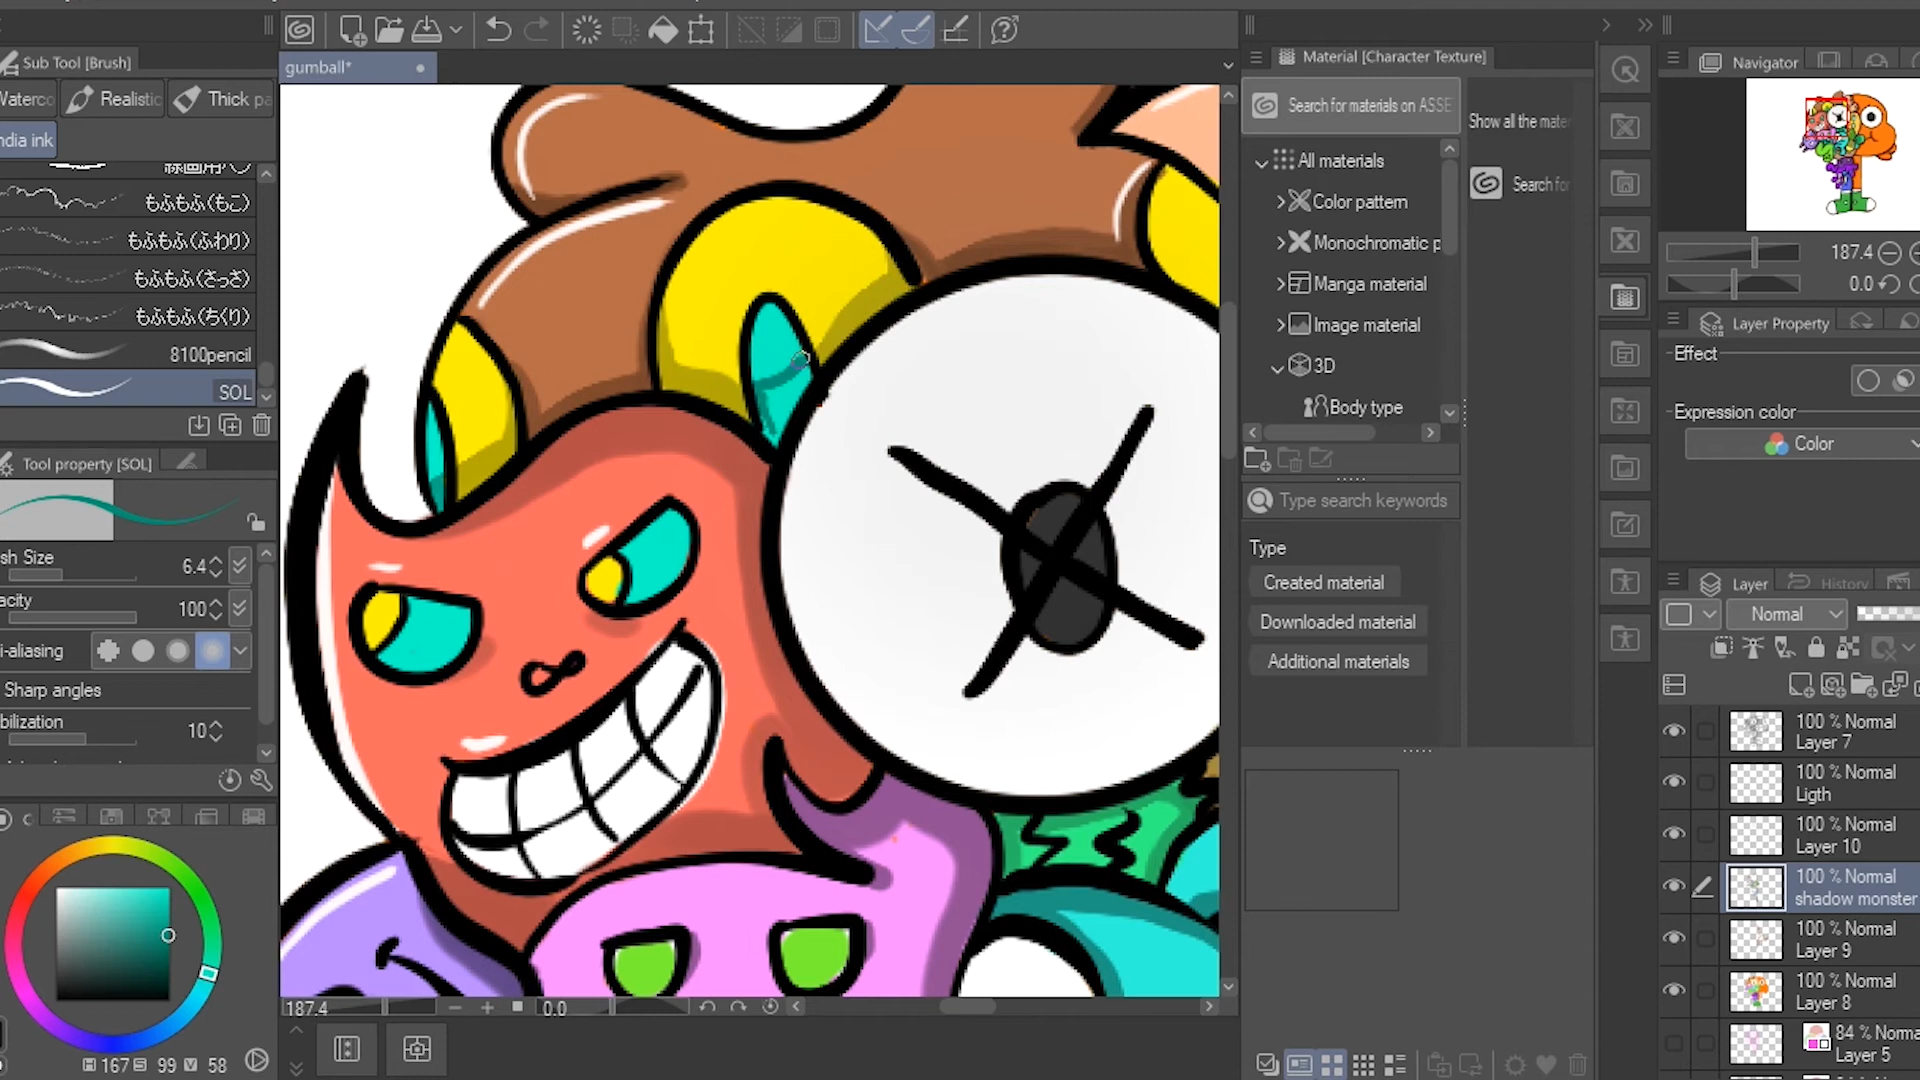 Sub Tool [Brush]
Waterco
Realistic
Thick pa
ndia ink
もふもふ(もこ)
もふもふ(ふわり)
もふもふ(さっさ)
もふもふ(ちくり)
8100pencil
SOL
Tool property [SOL]
sh Size
6.4
acity
100
i-aliasing
Sharp angles
bilization
10
167 S 99 V 58
gumball*
187.4
0.0
Material [Character Texture]
Search for materials on ASSE
Show all the mate
Search for
All materials
Color pattern
Monochromatic p
Manga material
Image material
3D
Body type
Type search keywords
Type
Created material
Downloaded material
Additional materials
Navigator
187.4
0.0
Layer Property
Effect
Expression color
Color
Layer
History
Normal
100 % Normal
Layer 7
100 % Normal
Ligth
100 % Normal
Layer 10
100 % Normal
shadow monster
100 % Normal
Layer 9
100 % Normal
Layer 8
84 % Norma
Layer 5